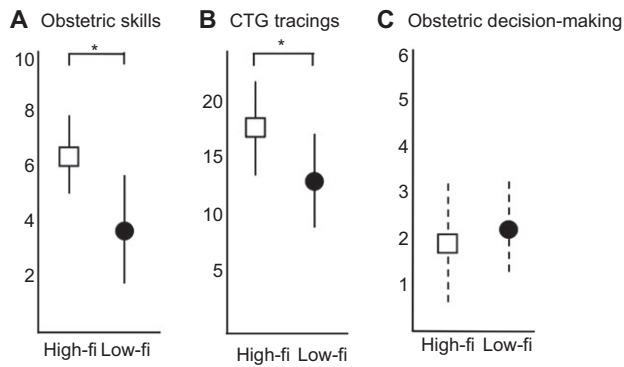 A Obstetric skills
*
10
8
6
4
2
High-fi Low-fi
B CTG tracings
*
20
15
10
5
High-fi Low-fi
C Obstetric decision-making
6
5
4
3
2
1
High-fi Low-fi